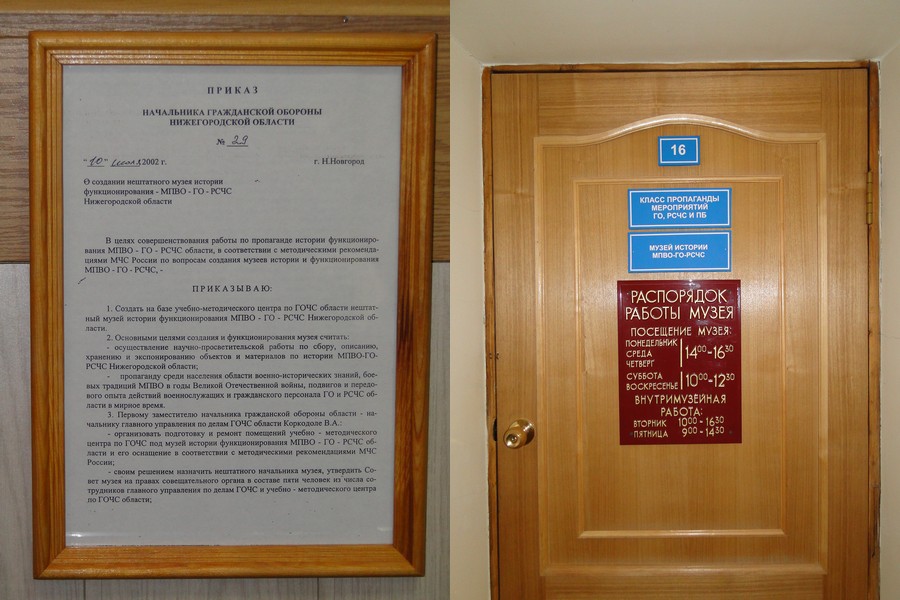 ПРИКАЗ
НАЧАЛЬНИКА ГРАЖДАНСКОЙ ОБОРОНЫ
НИЖЕГОРОДСКОЙ ОБЛАСТИ
№ 29
"10" июля 2002 г. г. Н.Новгород
О создании нештатного музея истории
функционирования - МПВО - ГО - РСЧС
Нижегородской области
В целях совершенствования работы по пропаганде истории функциониро-
вания МПВО - ГО - РСЧС области, в соответствии с методическими рекоменда-
циями МЧС России по вопросам создания музеев истории и функционирования
МПВО - ГО - РСЧС, -
ПРИКАЗЫВАЮ:
1. Создать на базе учебно-методического центра по ГОЧС области нештат-
ный музей истории функционирования МПВО - ГО - РСЧС Нижегородской об-
ласти.
2. Основными целями создания и функционирования музея считать:
- осуществление научно-просветительской работы по сбору, описанию,
хранению и экспонированию объектов и материалов по истории МПВО-ГО-
РСЧС Нижегородской области;
- пропаганду среди населения области военно-исторических знаний, бое-
вых традиций МПВО в годы Великой Отечественной войны, подвигов и передо-
вого опыта действий военнослужащих и гражданского персонала ГО и РСЧС об-
ласти в мирное время.
3. Первому заместителю начальника гражданской обороны области - на-
чальнику главного управления по делам ГОЧС области Коркодоле В.А.:
- организовать подготовку и ремонт помещений учебно - методического
центра по ГОЧС под музей истории функционирования МПВО - ГО - РСЧС об-
ласти и его оснащение в соответствии с методическими рекомендациями МЧС
России;
- своим решением назначить нештатного начальника музея, утвердить Со-
вет музея на правах совещательного органа в составе пяти человек из числа со-
трудников главного управления по делам ГОЧС и учебно - методического центра
по ГОЧС области;
16
КЛАСС ПРОПАГАНДЫ
МЕРОПРИЯТИЙ
ГО, РСЧС И ПБ
МУЗЕЙ ИСТОРИИ
МПВО-ГО-РСЧС
РАСПОРЯДОК
РАБОТЫ МУЗЕЯ
ПОСЕЩЕНИЕ МУЗЕЯ:
ПОНЕДЕЛЬНИК
СРЕДА 14⁰⁰-16³⁰
ЧЕТВЕРГ
СУББОТА
ВОСКРЕСЕНЬЕ 10⁰⁰-12³⁰
ВНУТРИМУЗЕЙНАЯ
РАБОТА:
ВТОРНИК 10⁰⁰-16³⁰
ПЯТНИЦА 9⁰⁰-14³⁰